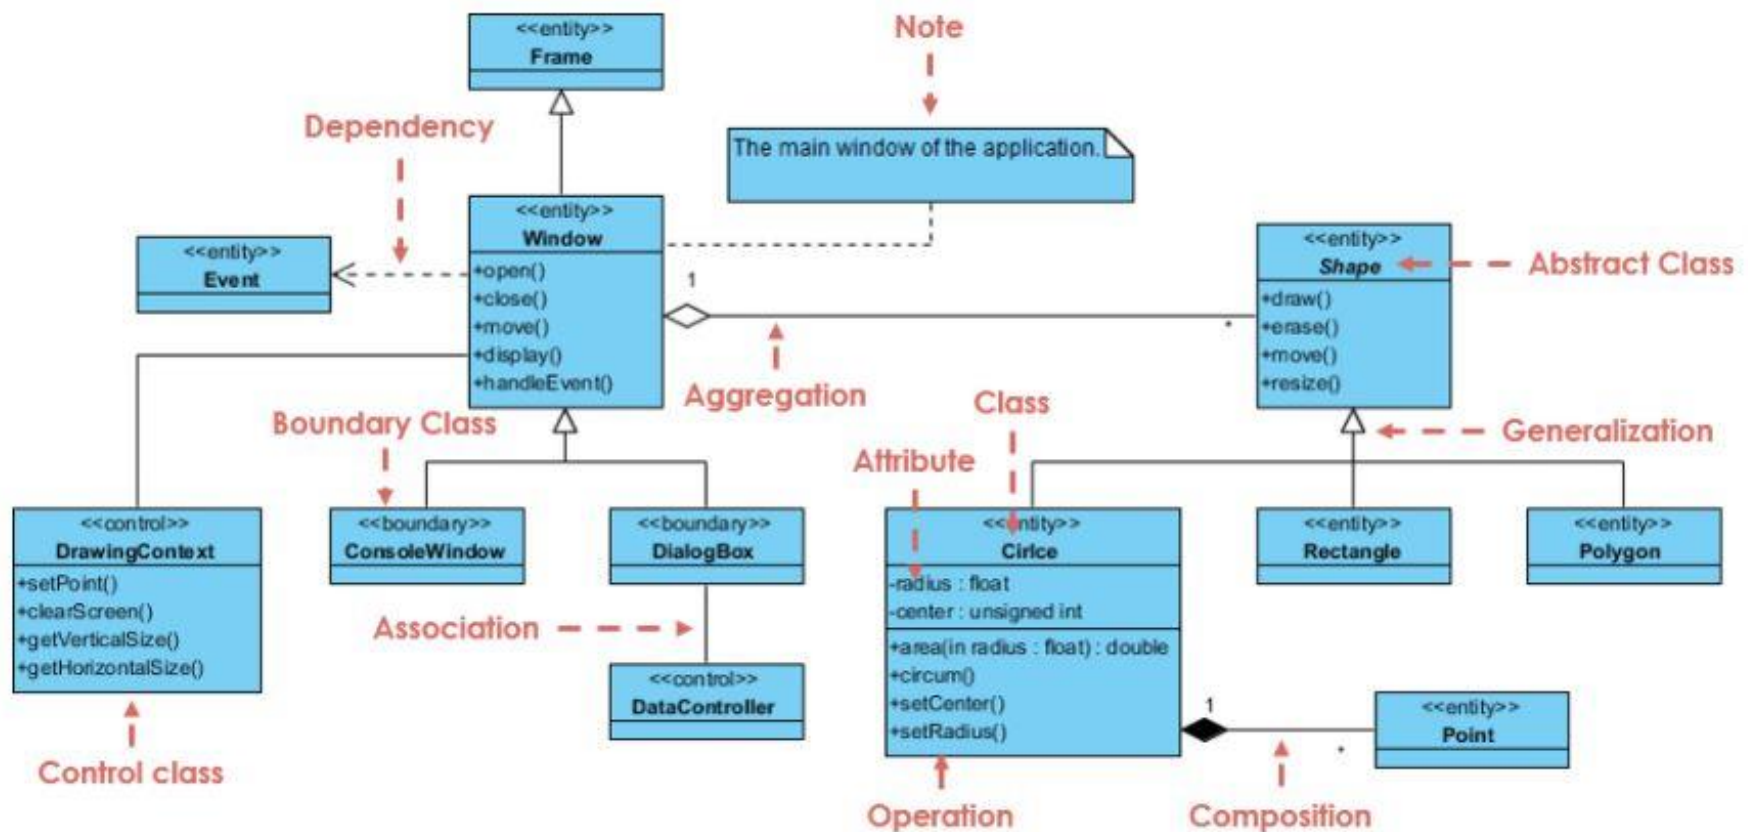 <<entity>>
Frame
Note
Dependency
The main window of the application.
<<entity>>
Window
+open()
+close()
+move()
+display()
+handleEvent()
<<entity>>
Event
1
*
<<entity>>
Shape
+draw()
+erase()
+move()
+resize()
Abstract Class
Aggregation
Boundary Class
Class
Attribute
Generalization
<<control>>
DrawingContext
+setPoint()
+clearScreen()
+getVerticalSize()
+getHorizontalSize()
<<boundary>>
ConsoleWindow
<<boundary>>
DialogBox
<<entity>>
Cirlce
-radius : float
-center : unsigned int
+area(in radius : float) : double
+circum()
+setCenter()
+setRadius()
<<entity>>
Rectangle
<<entity>>
Polygon
Association
<<control>>
DataController
1
*
<<entity>>
Point
Control class
Operation
Composition